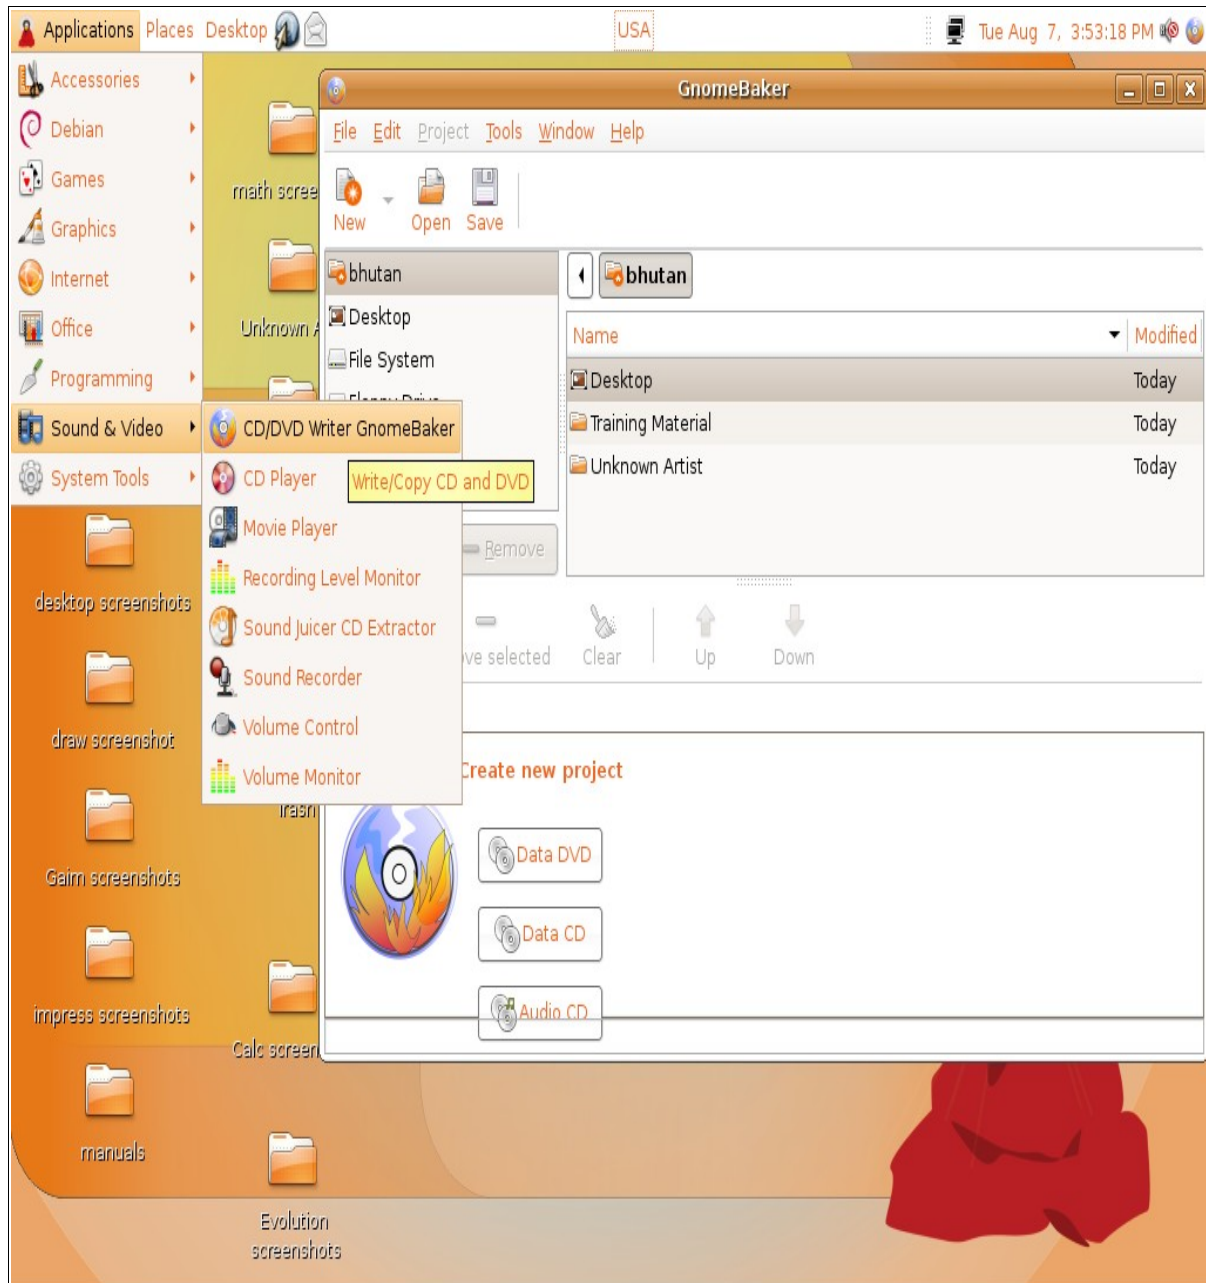 Applications Places Desktop
USA
Tue Aug 7, 3:53:18 PM
Accessories
Debian
Games
Graphics
Internet
Office
Programming
Sound & Video
System Tools
CD/DVD Writer GnomeBaker
CD Player
Movie Player
Recording Level Monitor
Sound Juicer CD Extractor
Sound Recorder
Volume Control
Volume Monitor
Write/Copy CD and DVD
GnomeBaker
File Edit Project Tools Window Help
New Open Save
bhutan
Desktop
File System
Floppy Drive
bhutan
Name Modified
Desktop Today
Training Material Today
Unknown Artist Today
Remove
selected Clear Up Down
Create new project
Data DVD
Data CD
Audio CD
math
Unknown
desktop screenshots
draw screenshot
Trash
Gaim screenshots
impress screenshots
Calc
manuals
Evolution
screenshots